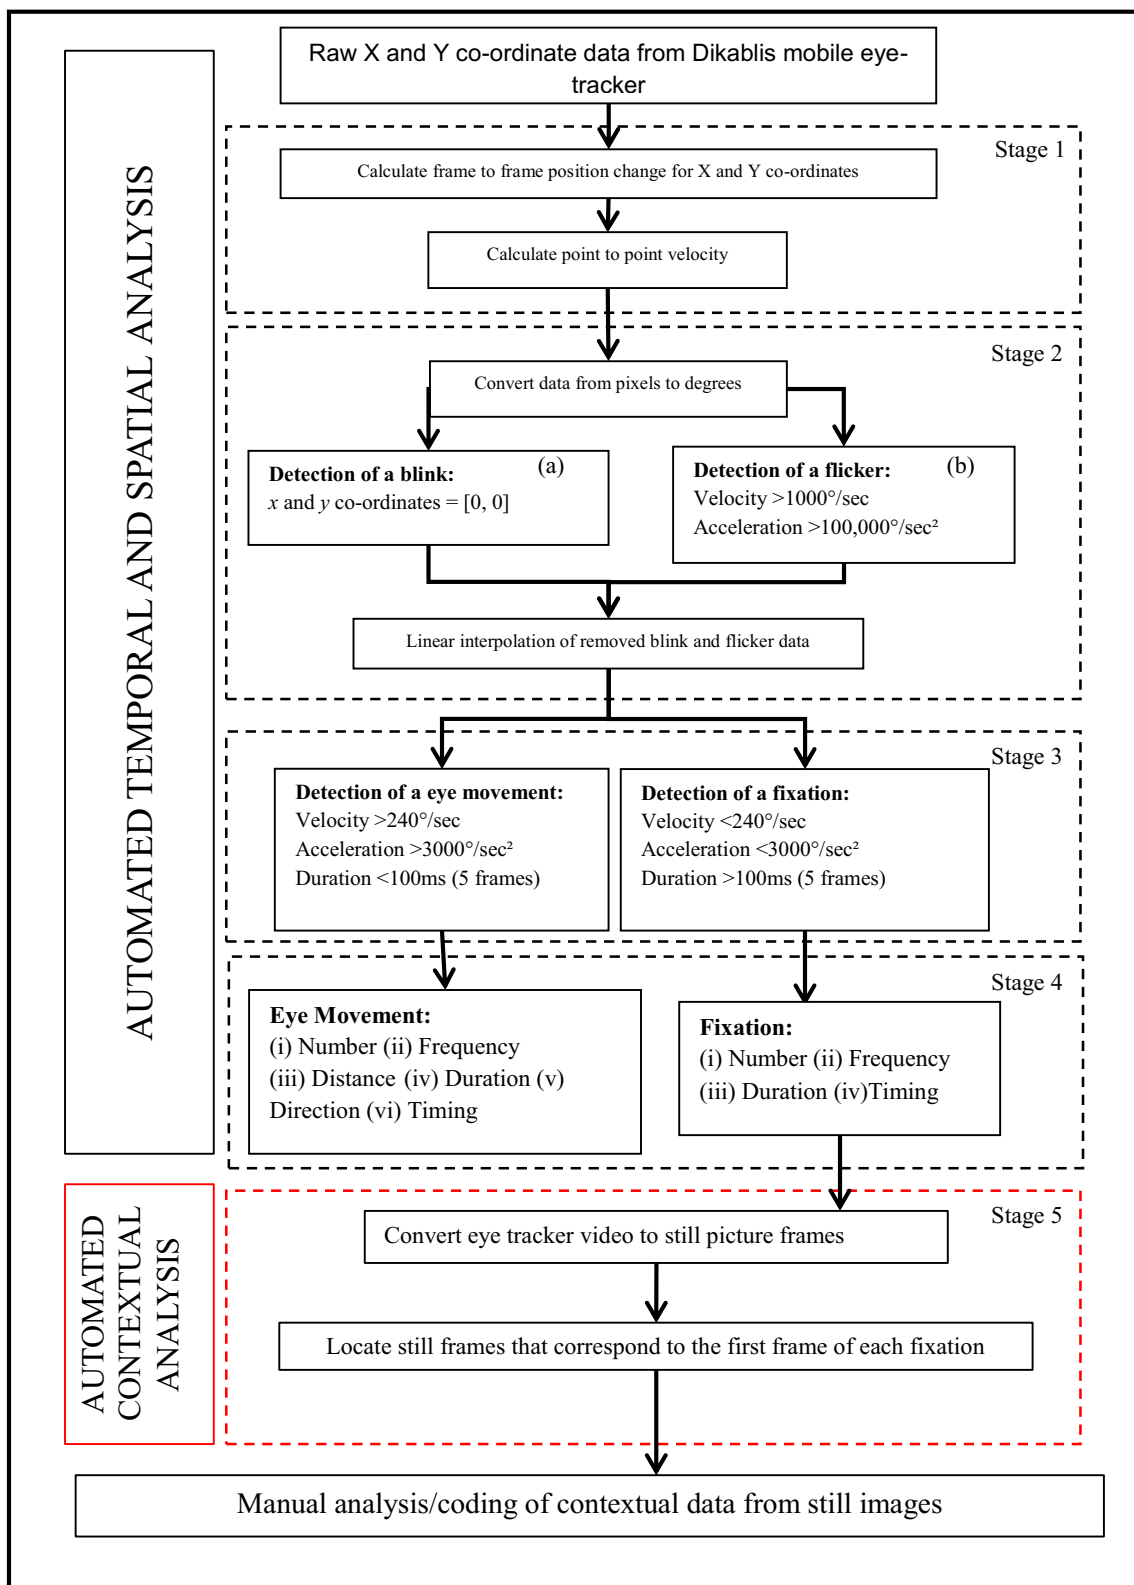 Raw X and Y co-ordinate data from Dikablis mobile eye-
tracker
AUTOMATED TEMPORAL AND SPATIAL ANALYSIS
Stage 1
Calculate frame to frame position change for X and Y co-ordinates
Calculate point to point velocity
Stage 2
Convert data from pixels to degrees
Detection of a blink: (a)
x and y co-ordinates = [0, 0]
Detection of a flicker: (b)
Velocity >1000°/sec
Acceleration >100,000°/sec²
Linear interpolation of removed blink and flicker data
Stage 3
Detection of a eye movement:
Velocity >240°/sec
Acceleration >3000°/sec²
Duration <100ms (5 frames)
Detection of a fixation:
Velocity <240°/sec
Acceleration <3000°/sec²
Duration >100ms (5 frames)
Stage 4
Eye Movement:
(i) Number (ii) Frequency
(iii) Distance (iv) Duration (v)
Direction (vi) Timing
Fixation:
(i) Number (ii) Frequency
(iii) Duration (iv)Timing
AUTOMATED
CONTEXTUAL
ANALYSIS
Stage 5
Convert eye tracker video to still picture frames
Locate still frames that correspond to the first frame of each fixation
Manual analysis/coding of contextual data from still images